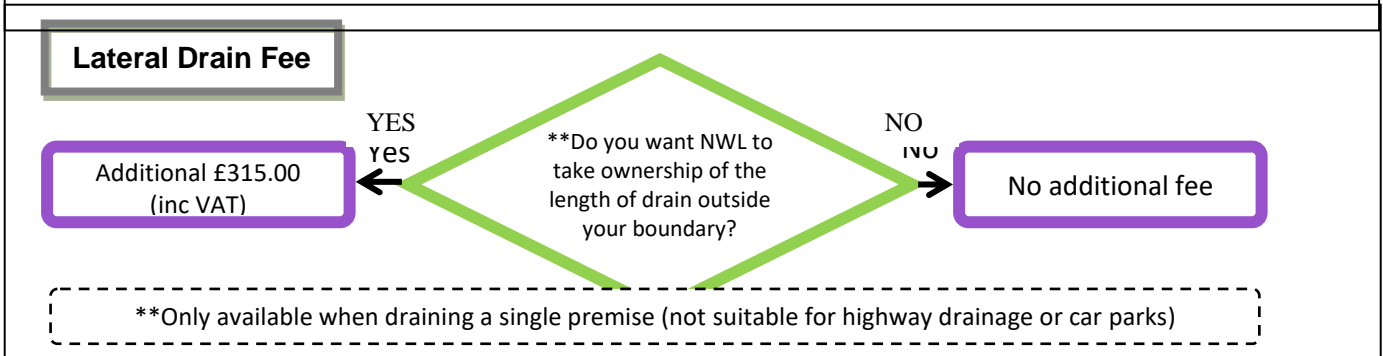 Lateral Drain Fee
YES
Yes
Additional £315.00
(inc VAT)
**Do you want NWL to
take ownership of the
length of drain outside
your boundary?
NO
No
No additional fee
**Only available when draining a single premise (not suitable for highway drainage or car parks)